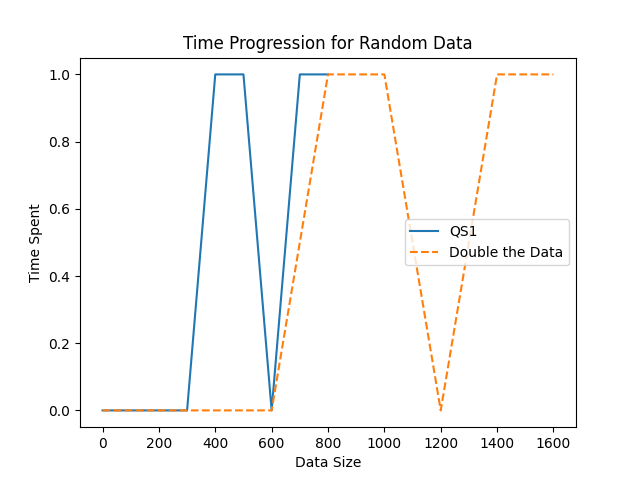 Time Progression for Random Data
Time Spent
1.0
0.8
0.6
0.4
0.2
0.0
QS1
Double the Data
0 200 400 600 800 1000 1200 1400 1600
Data Size